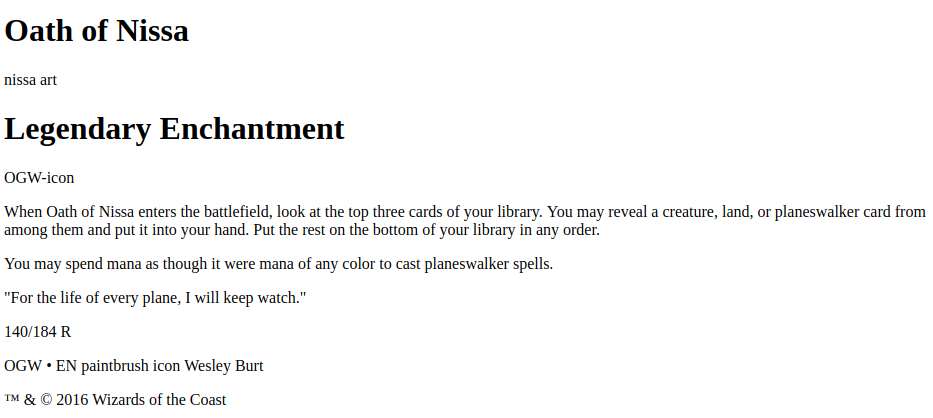 Oath of Nissa
nissa art
Legendary Enchantment
OGW-icon
When Oath of Nissa enters the battlefield, look at the top three cards of your library. You may reveal a creature, land, or planeswalker card from
among them and put it into your hand. Put the rest on the bottom of your library in any order.
You may spend mana as though it were mana of any color to cast planeswalker spells.
"For the life of every plane, I will keep watch."
140/184 R
OGW • EN paintbrush icon Wesley Burt
™ & © 2016 Wizards of the Coast